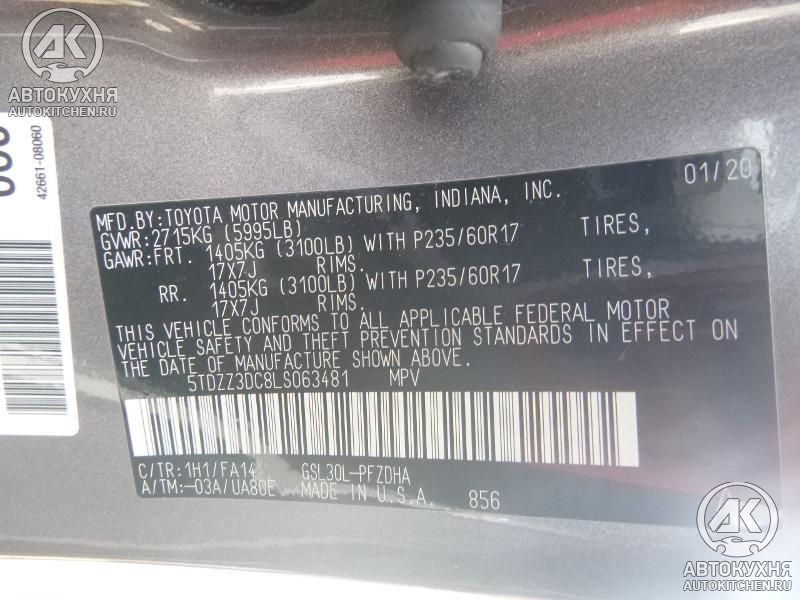 AK
АВТОКУХНЯ
AUTOKITCHEN.RU
42661-08060
01/20
MFD.BY:TOYOTA MOTOR MANUFACTURING, INDIANA, INC.
GVWR:2715KG (5995LB)
GAWR:FRT. 1405KG (3100LB) WITH P235/60R17 TIRES,
17X7J RIMS.
RR. 1405KG (3100LB) WITH P235/60R17 TIRES,
17X7J RIMS.
THIS VEHICLE CONFORMS TO ALL APPLICABLE FEDERAL MOTOR
VEHICLE SAFETY AND THEFT PREVENTION STANDARDS IN EFFECT ON
THE DATE OF MANUFACTURE SHOWN ABOVE.
5TDZZ3DC8LS063481 MPV
C/TR:1H1/FA14 GSL30L-PFZDHA
A/TM:-03A/UA80E MADE IN U.S.A. 856
AK
АВТОКУХНЯ
AUTOKITCHEN.RU